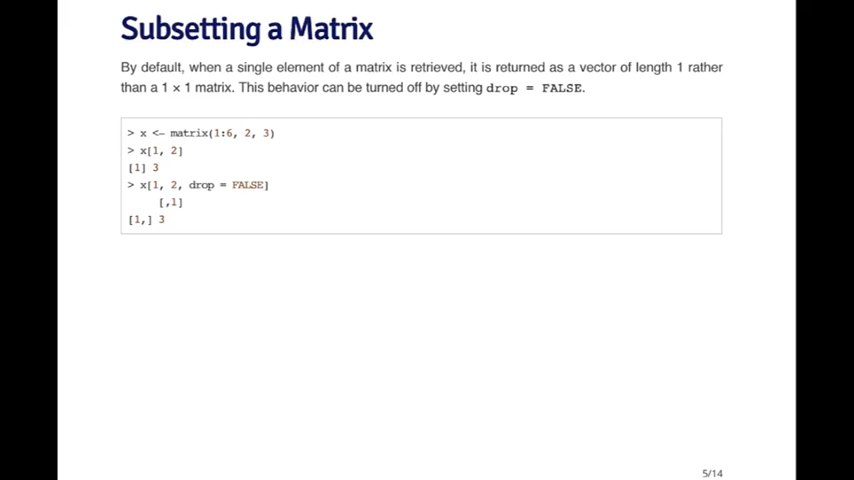 Subsetting a Matrix
By default, when a single element of a matrix is retrieved, it is returned as a vector of length 1 rather
than a 1 × 1 matrix. This behavior can be turned off by setting drop = FALSE.
> x <- matrix(1:6, 2, 3)
> x[1, 2]
[1] 3
> x[1, 2, drop = FALSE]
     [,1]
[1,] 3
5/14